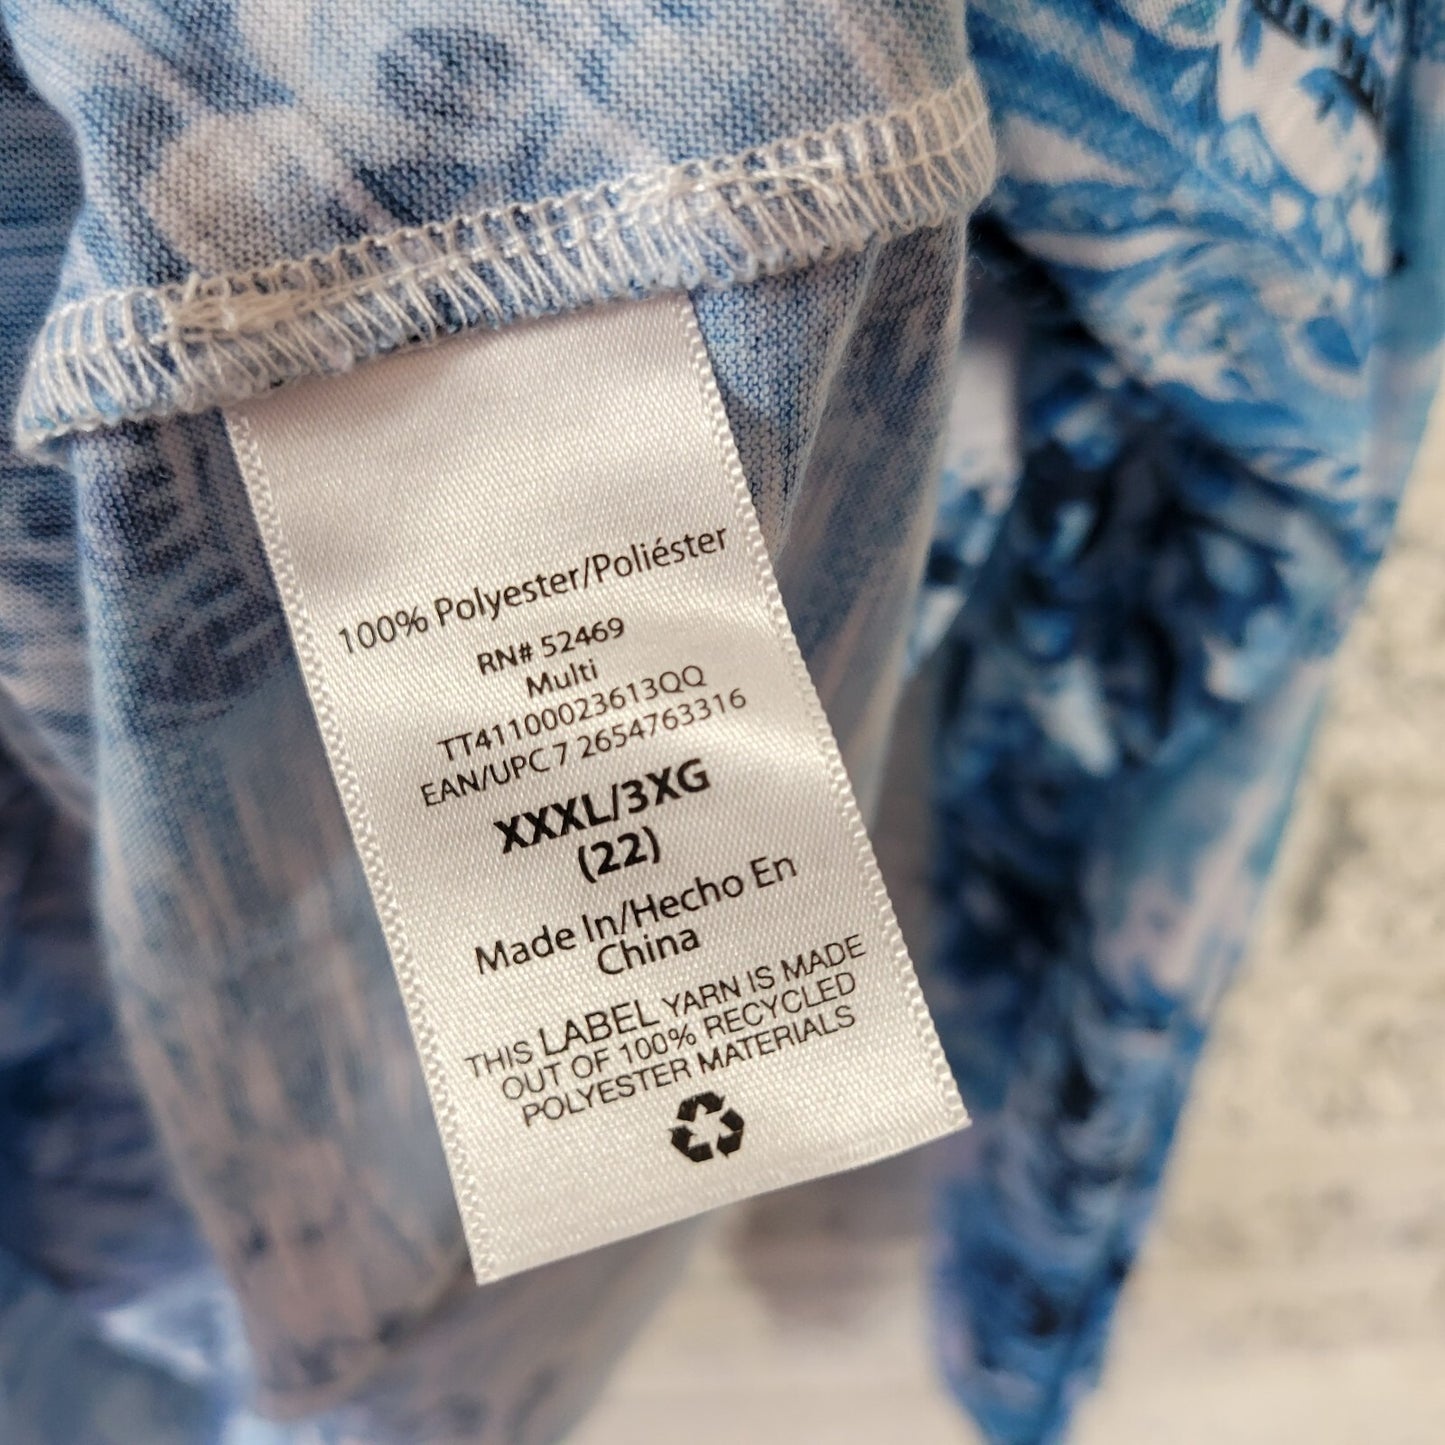 100% Polyester/Poliéster
RN# 52469
Multi
TT41100023613QQ
EAN/UPC 7 2654763316
XXXL/3XG
(22)
Made In/Hecho En
China
THIS LABEL YARN IS MADE
OUT OF 100% RECYCLED
POLYESTER MATERIALS